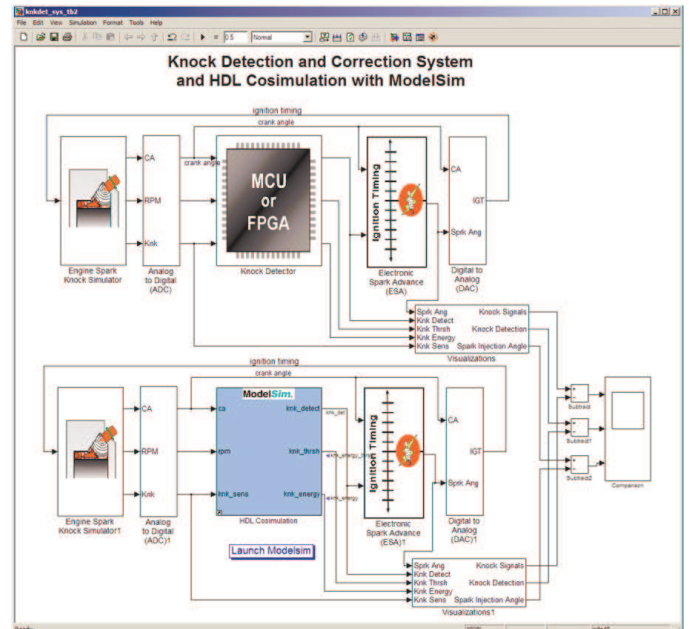 knkdet_sys_tb2
File Edit View Simulation Format Tools Help
0.5 Normal
Knock Detection and Correction System
and HDL Cosimulation with ModelSim
ignition timing
crank angle
CA
RPM
Knk
Engine Spark
Knock Simulator
Analog
to Digital
(ADC)
crank angle
MCU
or
FPGA
Knock Detector
Ignition Timing
Electronic
Spark Advance
(ESA)
CA
IGT
Sprk Ang
Digital to
Analog
(DAC)
Sprk Ang
Knk Detect
Knk Thrsh
Knk Energy
Knk Sens
Knock Signals
Knock Detection
Spark Injection Angle
Visualizations
ignition timing
crank angle
CA
RPM
Knk
Engine Spark
Knock Simulator1
Analog
to Digital
(ADC)1
ModelSim.
ca
rpm
knk_sens
knk_detect
knk_thrsh
knk_energy
HDL Cosimulation
Launch Modelsim
Ignition Timing
Electronic
Spark Advance
(ESA)1
CA
IGT
Sprk Ang
Digital to
Analog
(DAC)1
Subtract
Subtract1
Subtract2
Comparison
Sprk Ang
Knk Detect
Knk Thrsh
Knk Energy
Knk Sens
Knock Signals
Knock Detection
Spark Injection Angle
Visualizations1